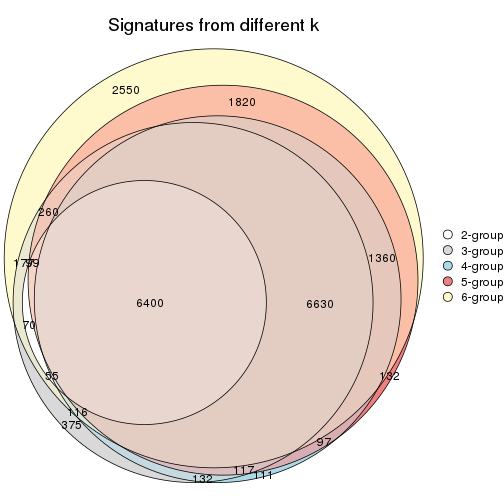 Signatures from different k
2550
1820
260
1360
99
6400
6630
70
55
132
116
375
97
117
111
132
2-group
3-group
4-group
5-group
6-group